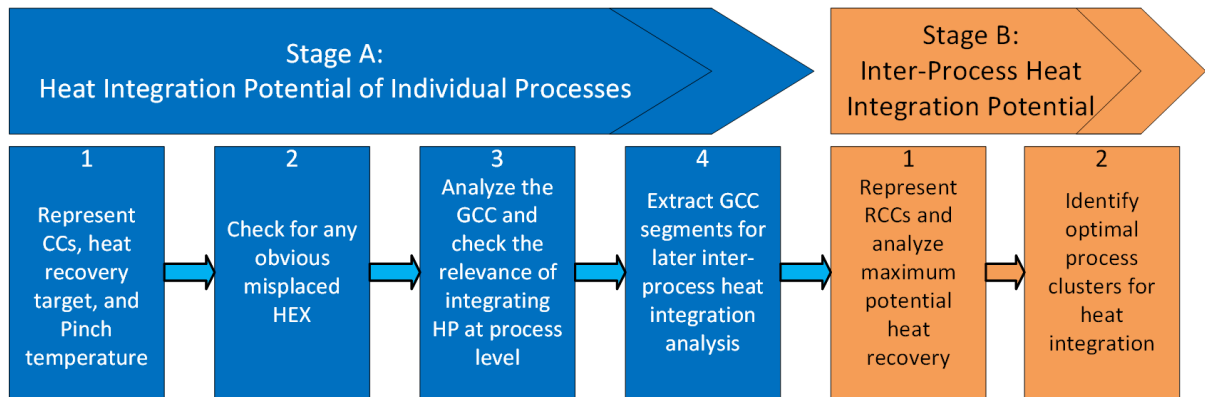 Stage A:
Heat Integration Potential of Individual Processes
Stage B:
Inter-Process Heat
Integration Potential
1
Represent
CCs, heat
recovery
target, and
Pinch
temperature
2
Check for any
obvious
misplaced
HEX
3
Analyze the
GCC and
check the
relevance of
integrating
HP at process
level
4
Extract GCC
segments for
later inter-
process heat
integration
analysis
1
Represent
RCCs and
analyze
maximum
potential
heat
recovery
2
Identify
optimal
process
clusters for
heat
integration